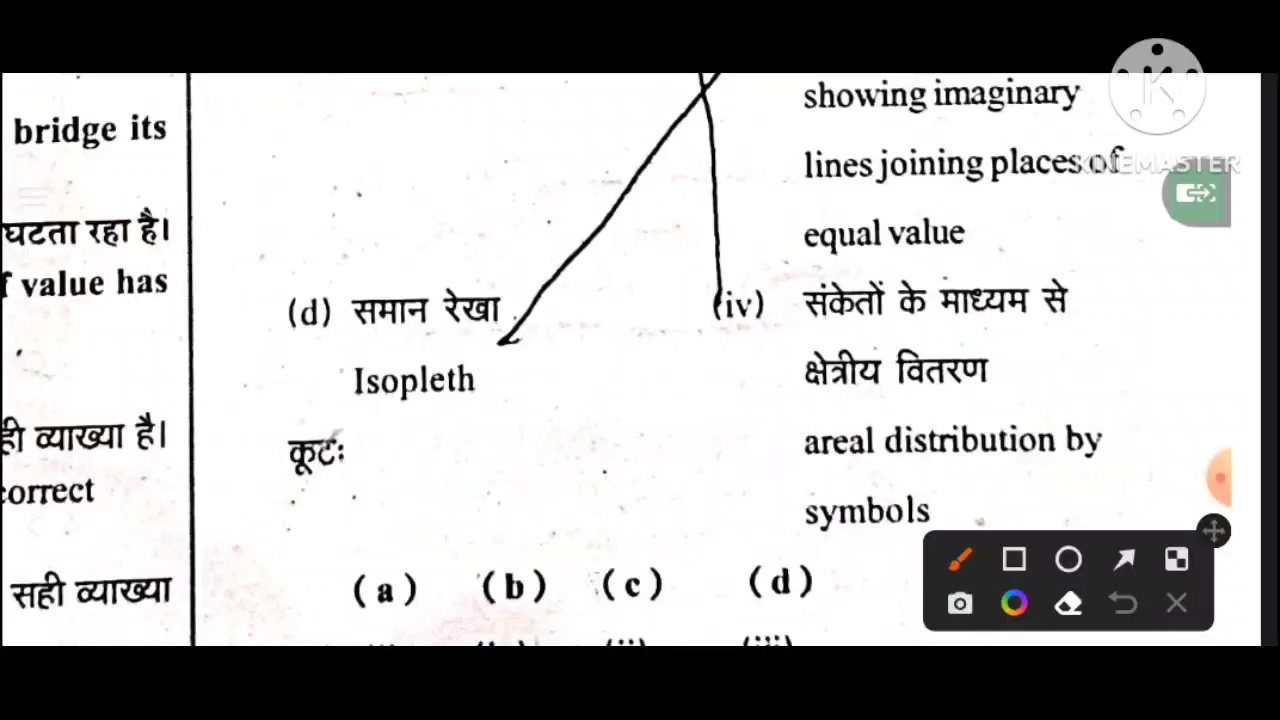 bridge its
घटता रहा है।
f value has
ही व्याख्या है।
correct
सही व्याख्या
showing imaginary
lines joining places of
equal value
(d) समान रेखा
Isopleth
(iv) संकेतों के माध्यम से
क्षेत्रीय वितरण
areal distribution by
symbols
कूटः
(a) (b) (c) (d)
K
KINEMASTER